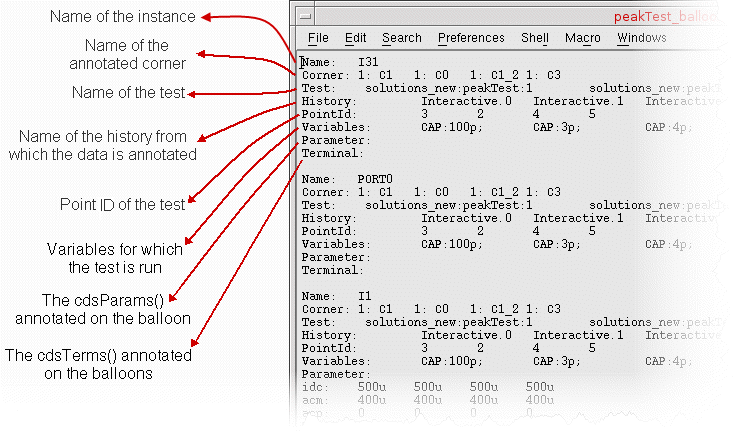 Name of the instance
Name of the
annotated corner
Name of the test
Name of the history from
which the data is annotated
Point ID of the test
Variables for which
the test is run
The cdsParams()
annotated on the balloon
The cdsTerms() annotated
on the balloons
peakTest_balloo
File Edit Search Preferences Shell Macro Windows
Name: I31
Corner: 1: C1 1: C0 1: C1_2 1: C3
Test: solutions_new:peakTest:1 solutions_new:peakT
History: Interactive.0 Interactive.1 Interactive
PointId: 3 2 4 5
Variables: CAP:100p; CAP:3p; CAP:4p;
Parameter:
Terminal:
Name: PORT0
Corner: 1: C1 1: C0 1: C1_2 1: C3
Test: solutions_new:peakTest:1 solutions_new:peakT
History: Interactive.0 Interactive.1 Interactive
PointId: 3 2 4 5
Variables: CAP:100p; CAP:3p; CAP:4p;
Parameter:
Terminal:
Name: I1
Corner: 1: C1 1: C0 1: C1_2 1: C3
Test: solutions_new:peakTest:1 solutions_new:peakT
History: Interactive.0 Interactive.1 Interactive
PointId: 3 2 4 5
Variables: CAP:100p; CAP:3p; CAP:4p;
Parameter:
idc: 500u 500u 500u 500u
acm: 400u 400u 400u 400u
acp: 0 0 0 0